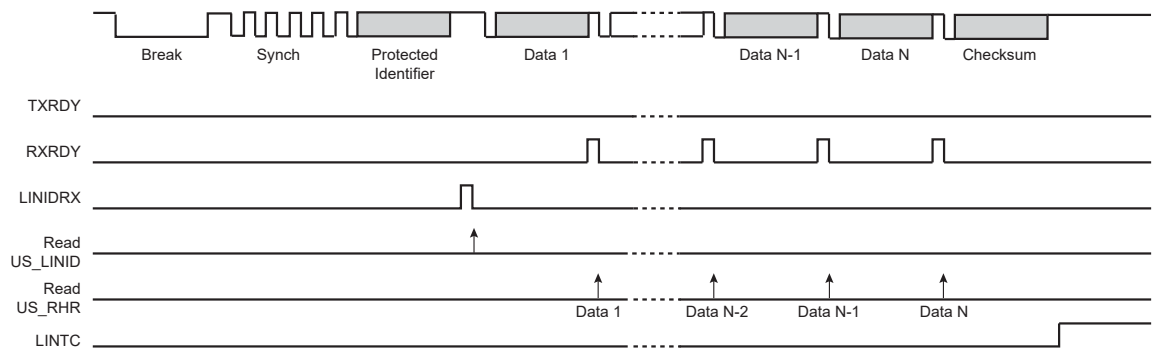 Break Synch Protected Data 1 Data N-1 Data N Checksum
Identifier
TXRDY
RXRDY
LINIDRX
Read
US_LINID
Read
US_RHR
Data 1 Data N-2 Data N-1 Data N
LINTC